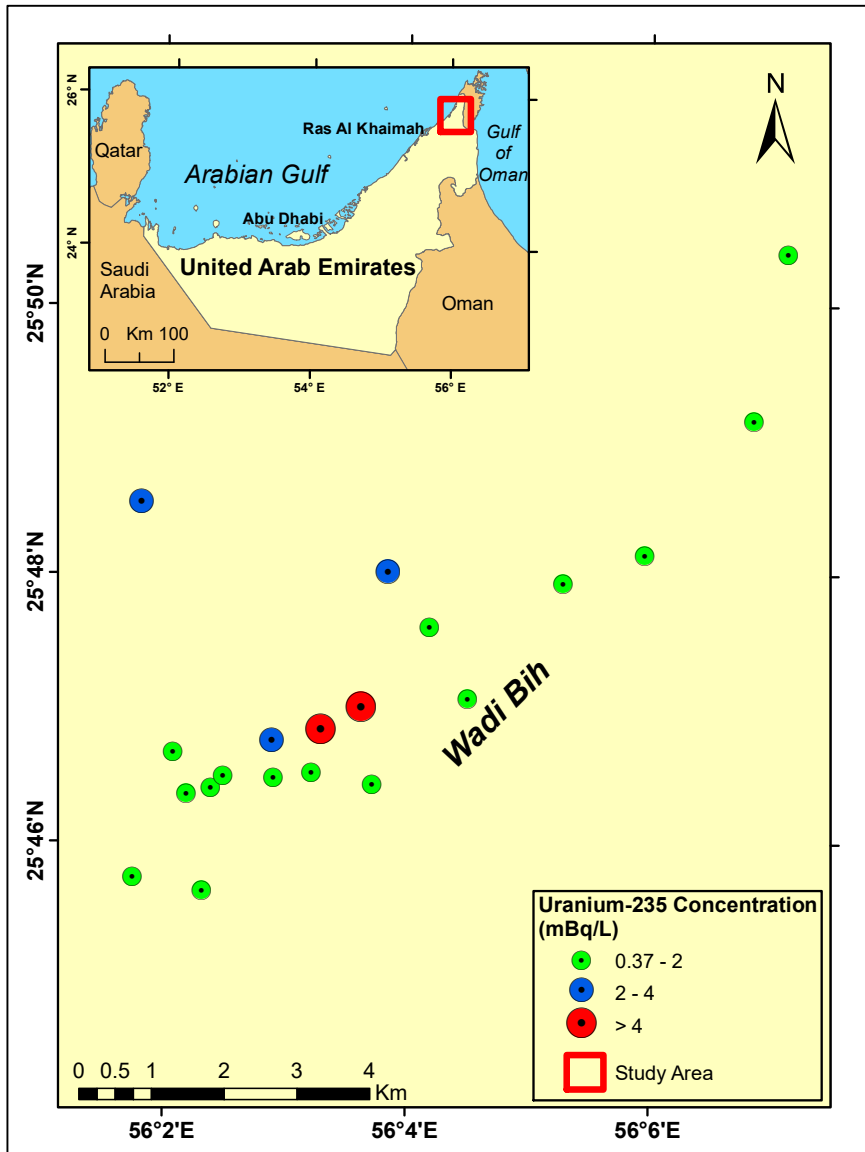 N
26° N
24° N
Qatar
Ras Al Khaimah
Gulf
of
Oman
Arabian Gulf
Abu Dhabi
United Arab Emirates
Saudi
Arabia
Oman
0 Km 100
52° E
54° E
56° E
25°50'N
25°48'N
25°46'N
Wadi Bih
Uranium-235 Concentration
(mBq/L)
0.37 - 2
2 - 4
> 4
Study Area
0 0.5 1 2 3 4
Km
56°2'E
56°4'E
56°6'E